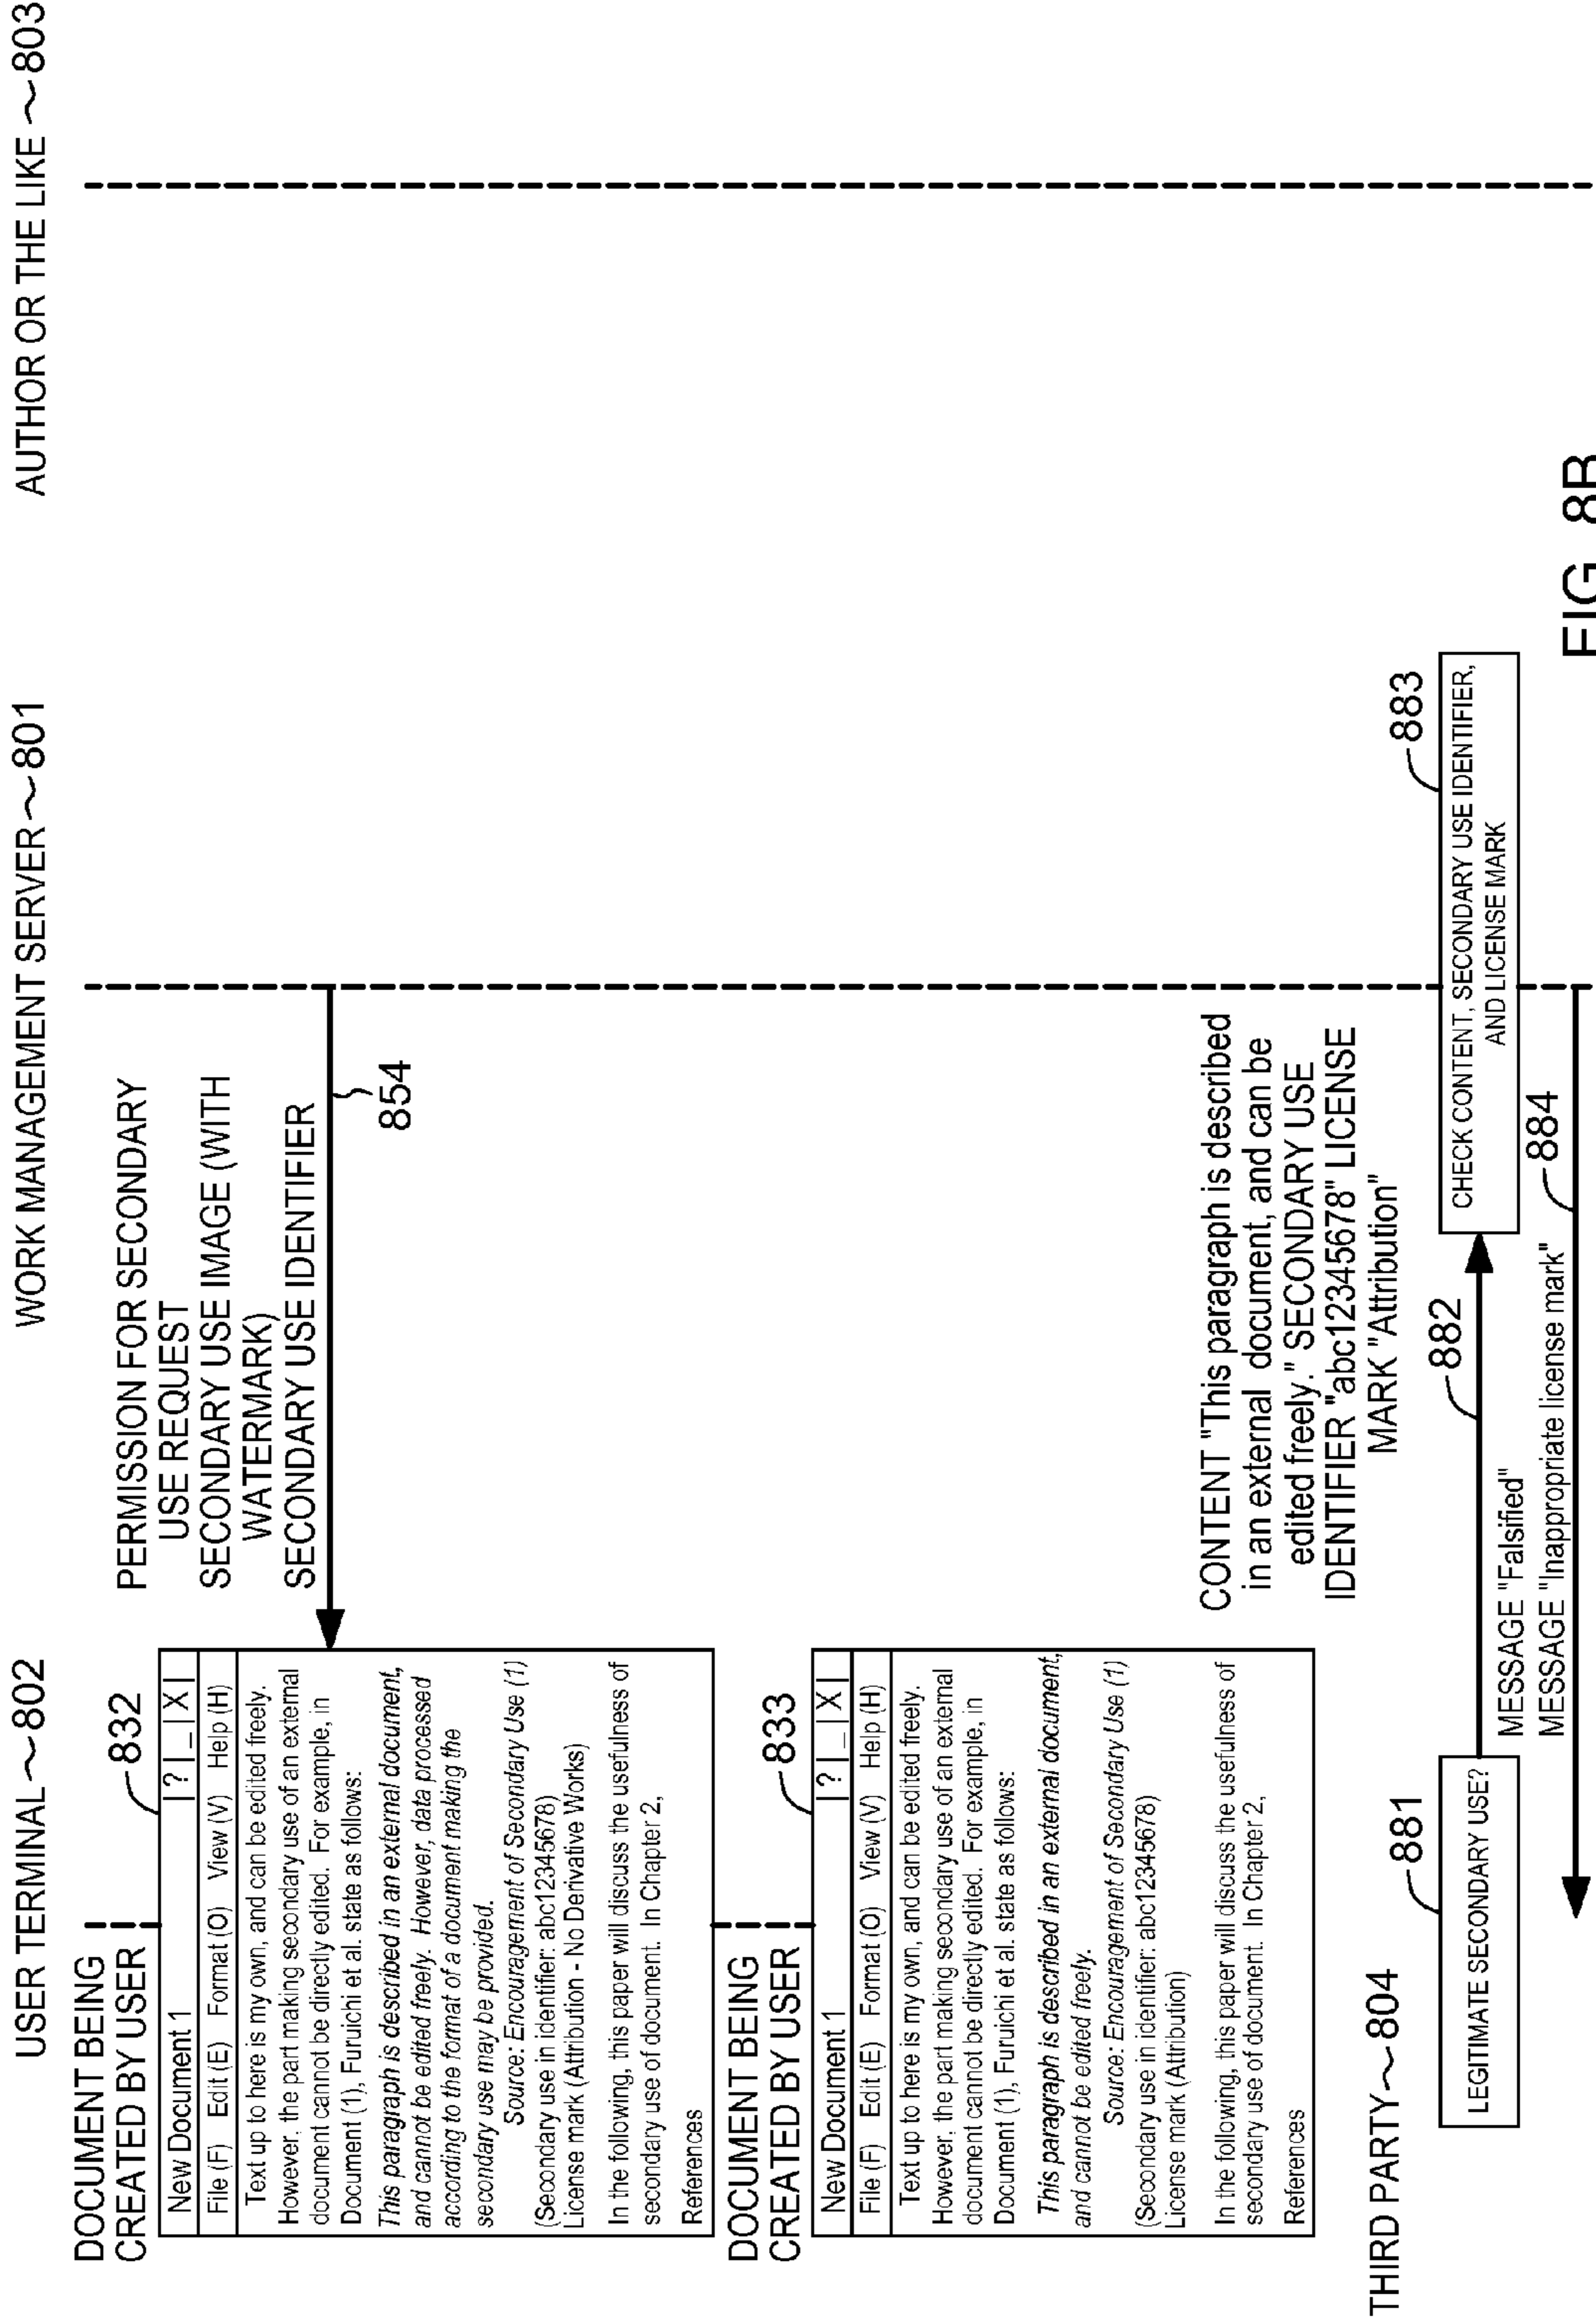 USER TERMINAL ~802
WORK MANAGEMENT SERVER ~801
AUTHOR OR THE LIKE ~803
DOCUMENT BEING
CREATED BY USER
832
New Document 1 | ? | _ | X |
File (F) Edit (E) Format (O) View (V) Help (H)
Text up to here is my own, and can be edited freely.
However, the part making secondary use of an external
document cannot be directly edited. For example, in
Document (1), Furuichi et al. state as follows:
This paragraph is described in an external document,
and cannot be edited freely. However, data processed
according to the format of a document making the
secondary use may be provided.
Source: Encouragement of Secondary Use (1)
(Secondary use in identifier: abc12345678)
License mark (Attribution - No Derivative Works)
In the following, this paper will discuss the usefulness of
secondary use of document. In Chapter 2,
References
PERMISSION FOR SECONDARY
USE REQUEST
SECONDARY USE IMAGE (WITH
WATERMARK)
SECONDARY USE IDENTIFIER
854
DOCUMENT BEING
CREATED BY USER
833
New Document 1 | ? | _ | X |
File (F) Edit (E) Format (O) View (V) Help (H)
Text up to here is my own, and can be edited freely.
However, the part making secondary use of an external
document cannot be directly edited. For example, in
Document (1), Furuichi et al. state as follows:
This paragraph is described in an external document,
and cannot be edited freely.
Source: Encouragement of Secondary Use (1)
(Secondary use in identifier: abc12345678)
License mark (Attribution)
In the following, this paper will discuss the usefulness of
secondary use of document. In Chapter 2,
References
CONTENT "This paragraph is described
in an external document, and can be
edited freely." SECONDARY USE
IDENTIFIER "abc12345678" LICENSE
MARK "Attribution"
THIRD PARTY ~804
881
LEGITIMATE SECONDARY USE?
882
883
CHECK CONTENT, SECONDARY USE IDENTIFIER,
AND LICENSE MARK
MESSAGE "Falsified"
MESSAGE "Inappropriate license mark"
884
FIG. 8B